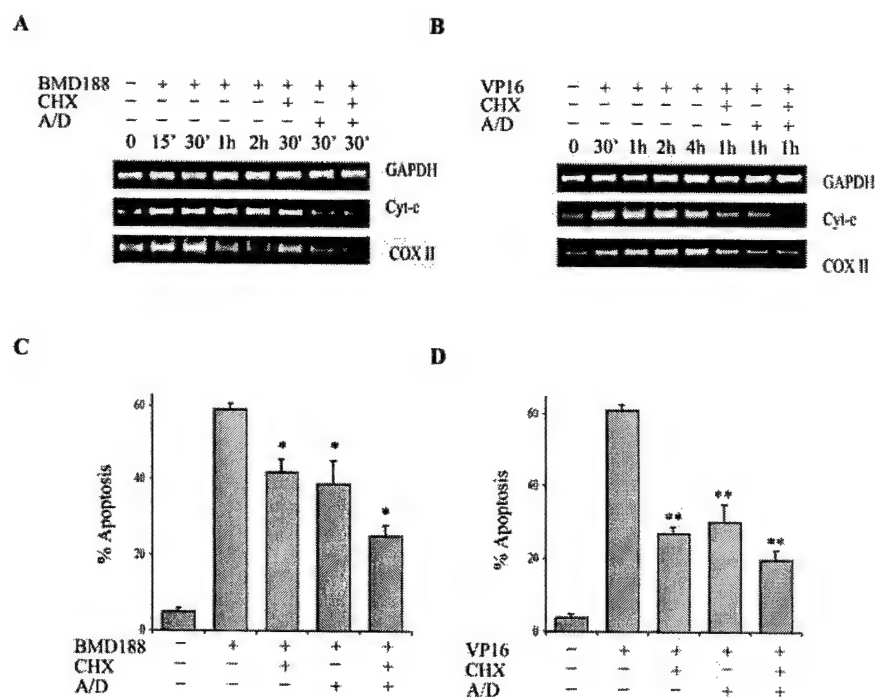 A
BMD188 − + + + + + + +
CHX − − − − − + − +
A/D − − − − − − + +
0 15' 30' 1h 2h 30' 30' 30'
GAPDH
Cyt-c
COX II
B
VP16 − + + + + + + +
CHX − − − − − + − +
A/D − − − − − − + +
0 30' 1h 2h 4h 1h 1h 1h
GAPDH
Cyt-c
COX II
C
% Apoptosis
60
40
20
0
* * *
BMD188 − + + + +
CHX − − + − +
A/D − − − + +
D
% Apoptosis
60
40
20
0
** ** **
VP16 − + + + +
CHX − − + − +
A/D − − − + +